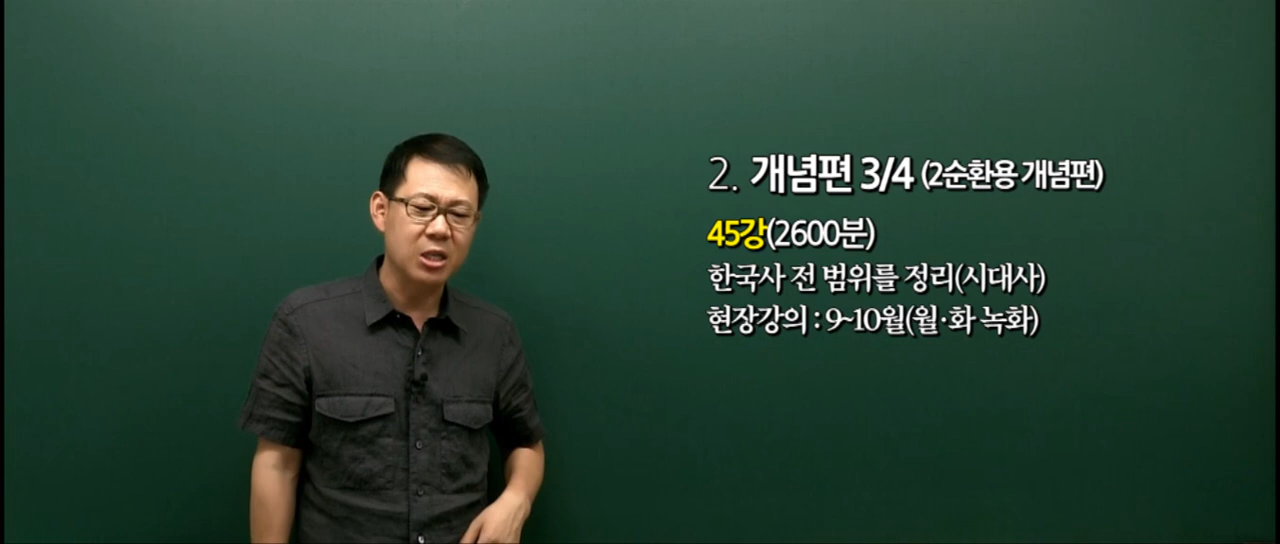 2. 개념편 3/4 (2순환용 개념편)
45강(2600분)
한국사 전 범위를 정리(시대사)
현장강의 : 9~10월(월·화 녹화)